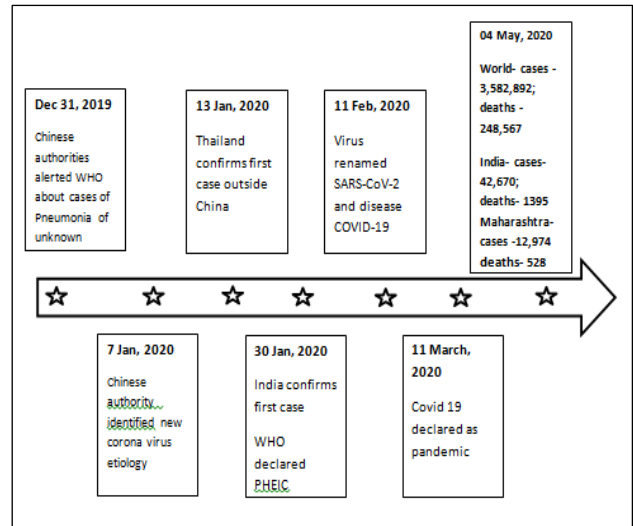 Dec 31, 2019
Chinese
authorities
alerted WHO
about cases of
Pneumonia of
unknown
7 Jan, 2020
Chinese
authority
identified new
corona virus
etiology
13 Jan, 2020
Thailand
confirms first
case outside
China
30 Jan, 2020
India confirms
first case
WHO
declared
PHEIC
11 Feb, 2020
Virus
renamed
SARS-CoV-2
and disease
COVID-19
11 March,
2020
Covid 19
declared as
pandemic
04 May, 2020
World- cases -
3,582,892;
deaths -
248,567
India- cases-
42,670;
deaths- 1395
Maharashtra-
cases -12,974
deaths- 528